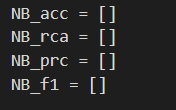 NB_acc = []
NB_rca = []
NB_prc = []
NB_f1 = []